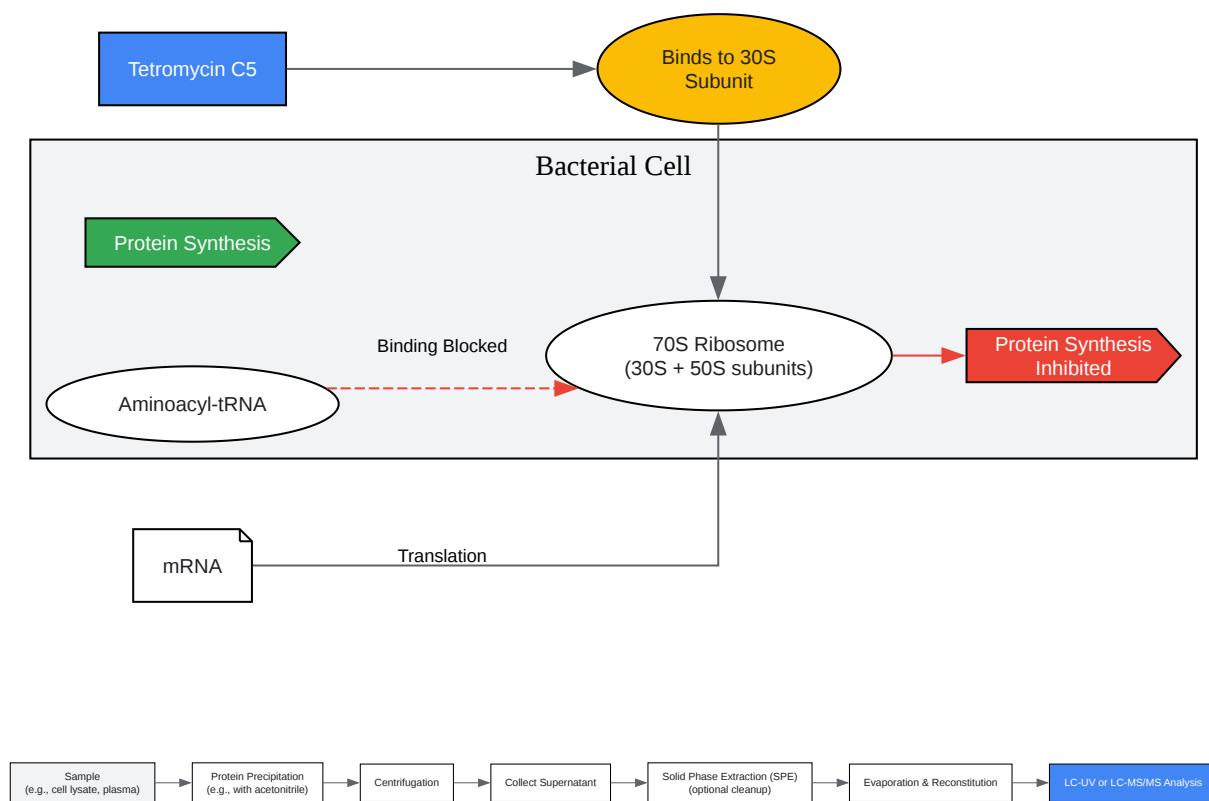 Tetromycin C5
Binds to 30S
Subunit
Bacterial Cell
Protein Synthesis
Binding Blocked
70S Ribosome
(30S + 50S subunits)
Protein Synthesis
Inhibited
Aminoacyl-tRNA
mRNA
Translation
Sample
(e.g., cell lysate, plasma)
Protein Precipitation
(e.g., with acetonitrile)
Centrifugation
Collect Supernatant
Solid Phase Extraction (SPE)
(optional cleanup)
Evaporation & Reconstitution
LC-UV or LC-MS/MS Analysis